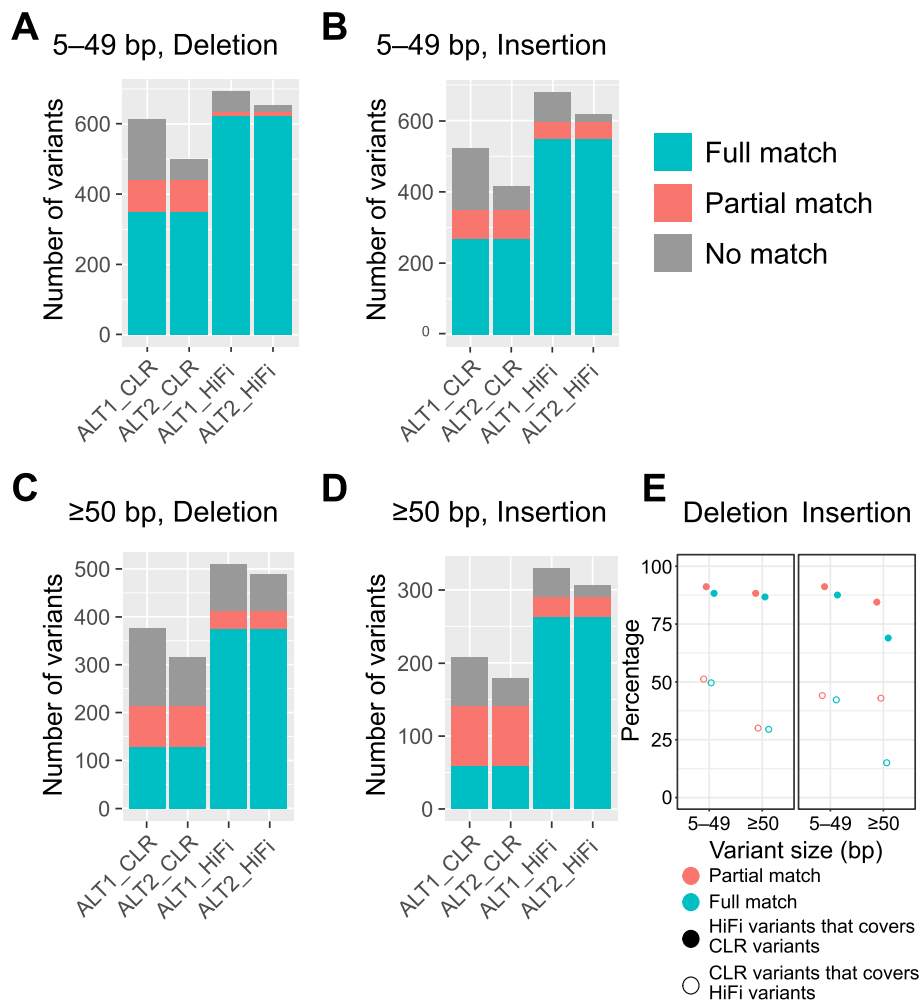 A
5–49 bp, Deletion
Number of variants
600
400
200
0
ALT1_CLR
ALT2_CLR
ALT1_HiFi
ALT2_HiFi
B
5–49 bp, Insertion
Number of variants
600
400
200
0
ALT1_CLR
ALT2_CLR
ALT1_HiFi
ALT2_HiFi
Full match
Partial match
No match
C
≥50 bp, Deletion
Number of variants
500
400
300
200
100
0
ALT1_CLR
ALT2_CLR
ALT1_HiFi
ALT2_HiFi
D
≥50 bp, Insertion
Number of variants
300
200
100
0
ALT1_CLR
ALT2_CLR
ALT1_HiFi
ALT2_HiFi
E
Deletion
Insertion
Percentage
100
75
50
25
0
5–49
≥50
5–49
≥50
Variant size (bp)
Partial match
Full match
HiFi variants that covers
CLR variants
CLR variants that covers
HiFi variants